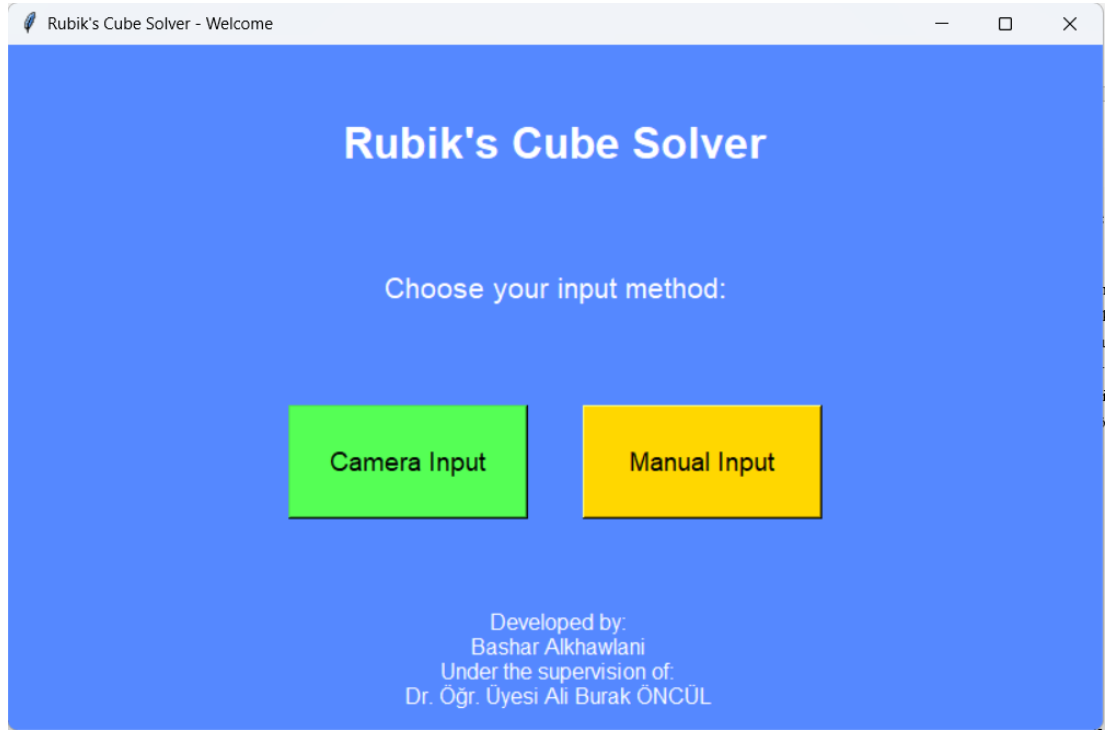 Rubik's Cube Solver - Welcome
Rubik's Cube Solver
Choose your input method:
Camera Input
Manual Input
Developed by:
Bashar Alkhawlani
Under the supervision of:
Dr. Öğr. Üyesi Ali Burak ÖNCÜL